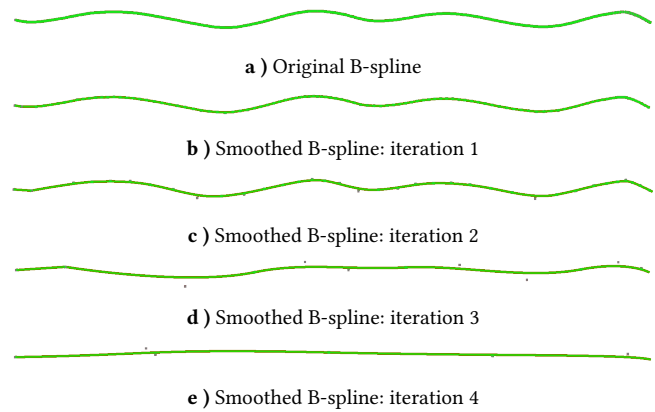 a ) Original B-spline
b ) Smoothed B-spline: iteration 1
c ) Smoothed B-spline: iteration 2
d ) Smoothed B-spline: iteration 3
e ) Smoothed B-spline: iteration 4